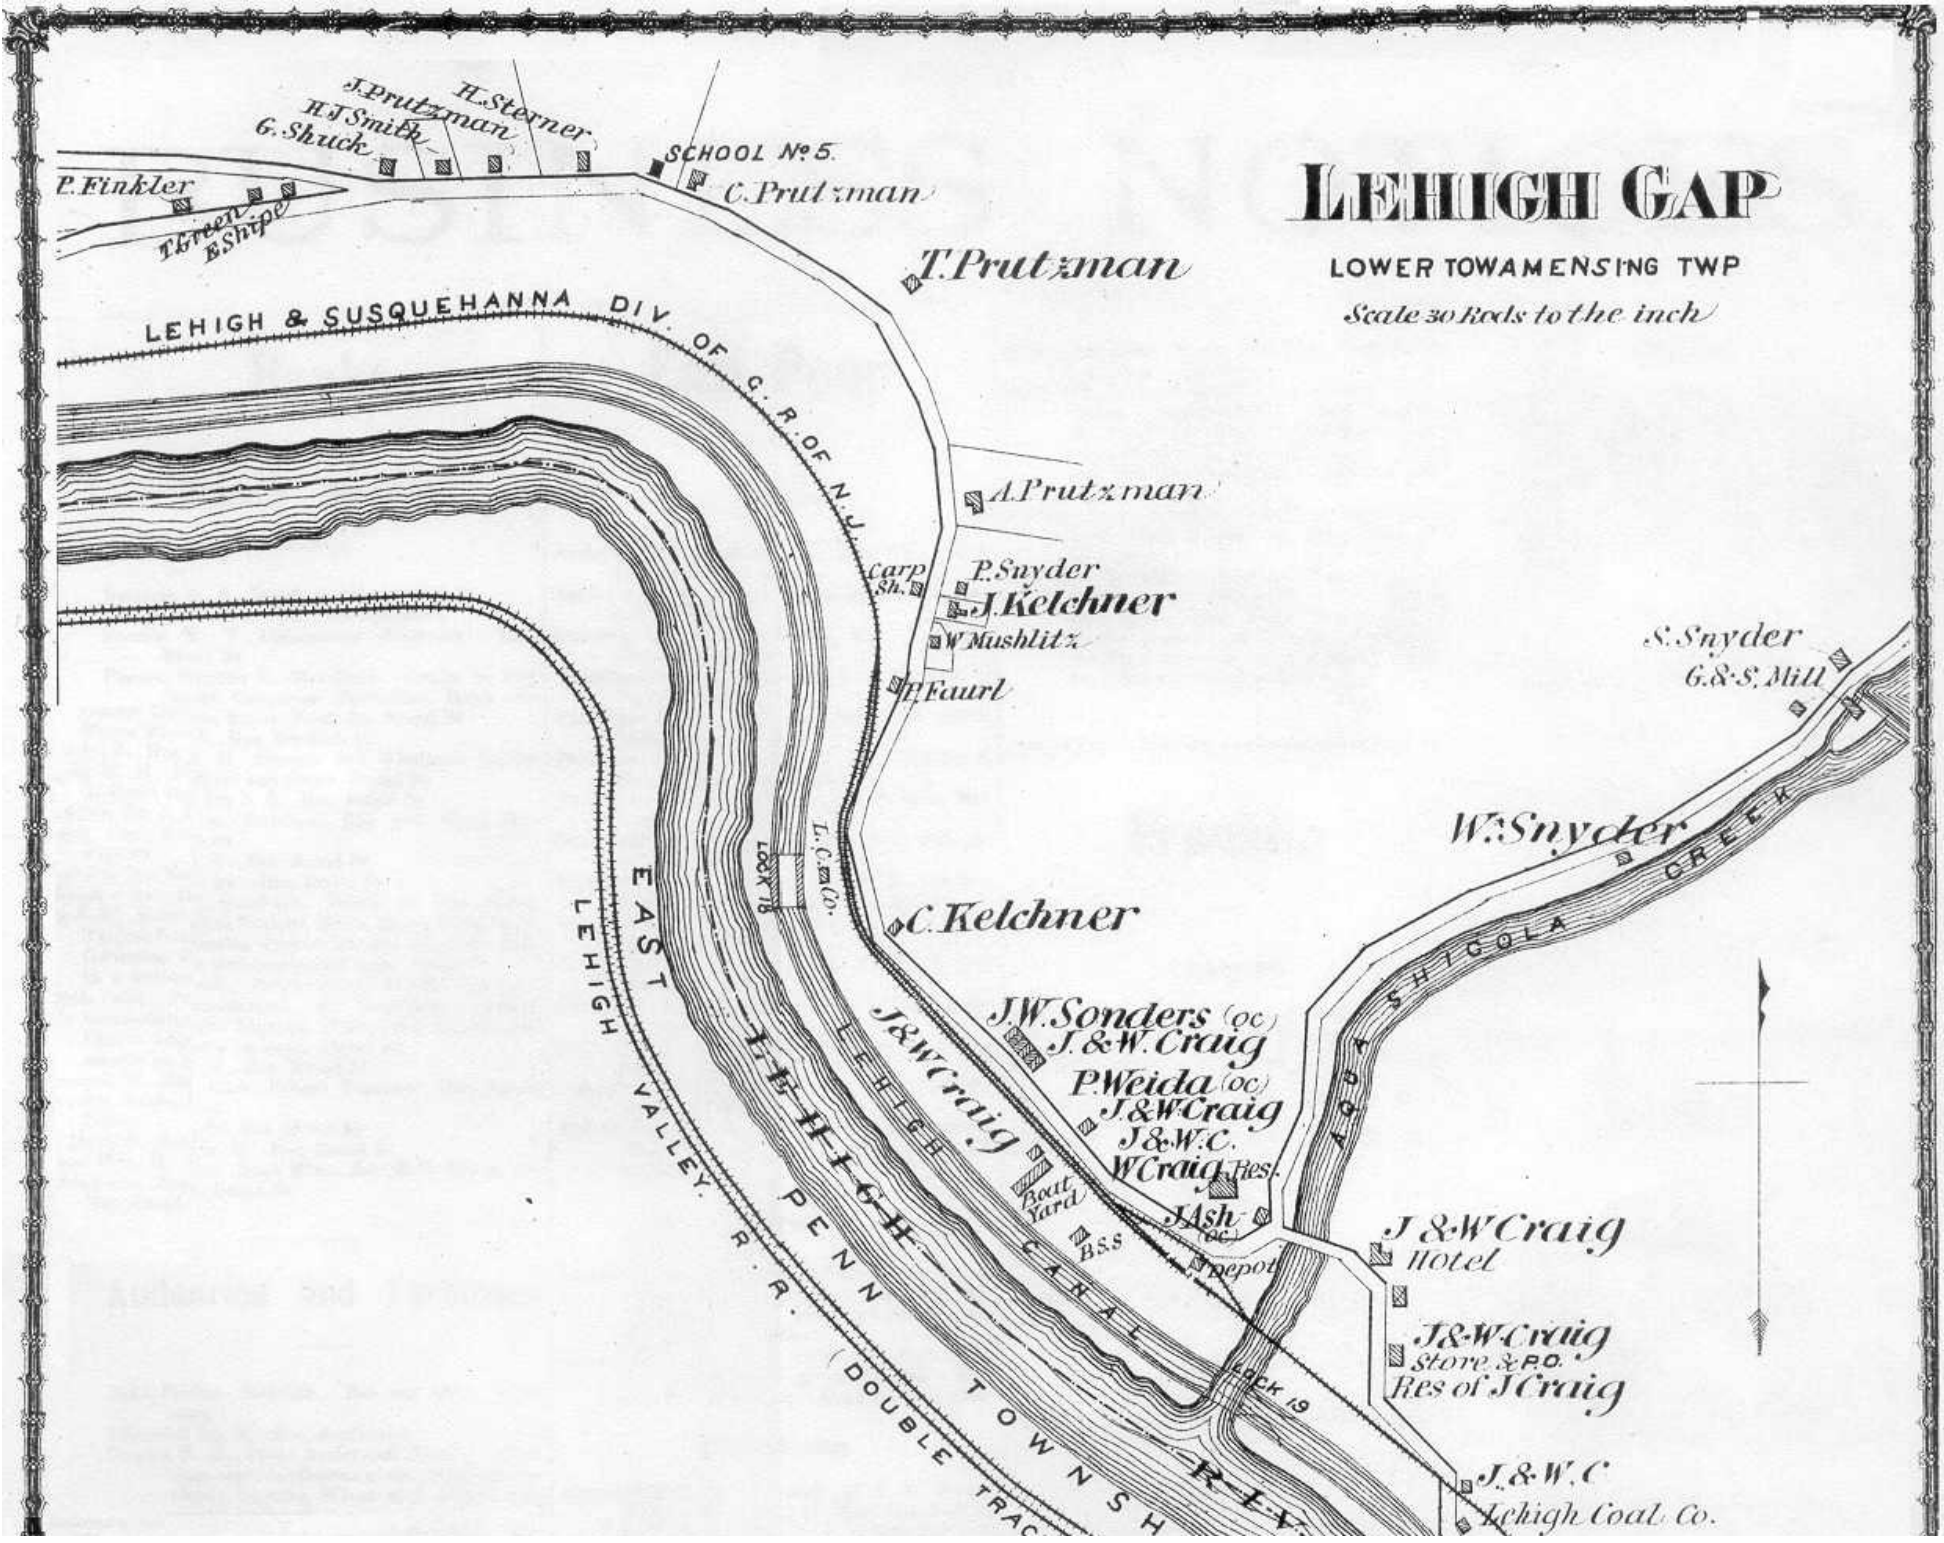 LEHIGH GAP
LOWER TOWAMENSING TWP
Scale 30 Rods to the inch
J. Prutzman
H. Sterner
H J Smith
G. Shuck
SCHOOL No 5.
P. Finkler
C. Prutzman
T Green
E Shipe
T. Prutzman
LEHIGH & SUSQUEHANNA DIV. OF C. R. OF N. J.
A. Prutzman
Carp
Sh.
P. Snyder
J. Kelchner
W Mushlitz
P. Faurl
S. Snyder
G. & S. Mill
Wm. Snyder
AQUASHICOLA CREEK
LOCK 18
L. C. Co.
C. Kelchner
J. W. Sonders (OC)
J. & W. Craig
P. Weida (OC)
J. & W. Craig
J & W. C.
W Craig Res.
J & W Craig
Boat
Yard
B.S.S
J Ash
(OC)
Depot
J & W Craig
Hotel
J & W Craig
Store & P.O.
Res of J Craig
LOCK 19
J. & W. C
Lehigh Coal Co.
LEHIGH CANAL
LEHIGH RIV.
EAST PENN TOWNSH
LEHIGH VALLEY R. R. (DOUBLE TRAC